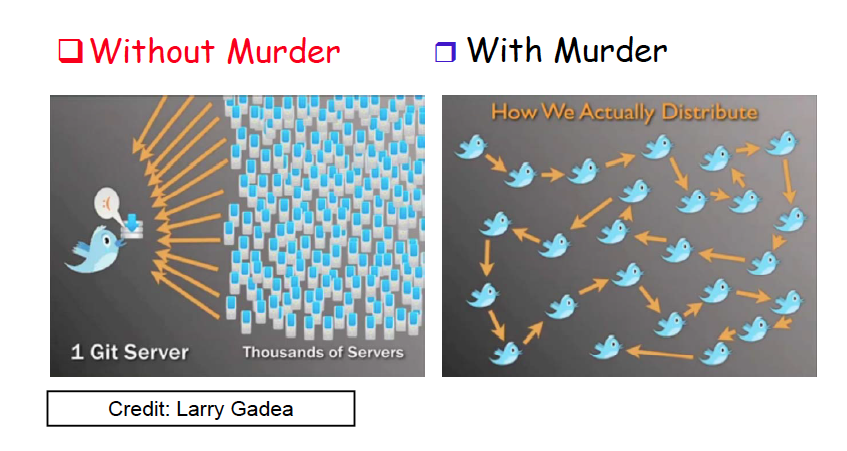 Without Murder
With Murder
:(
1 Git Server
Thousands of Servers
How We Actually Distribute
Credit: Larry Gadea